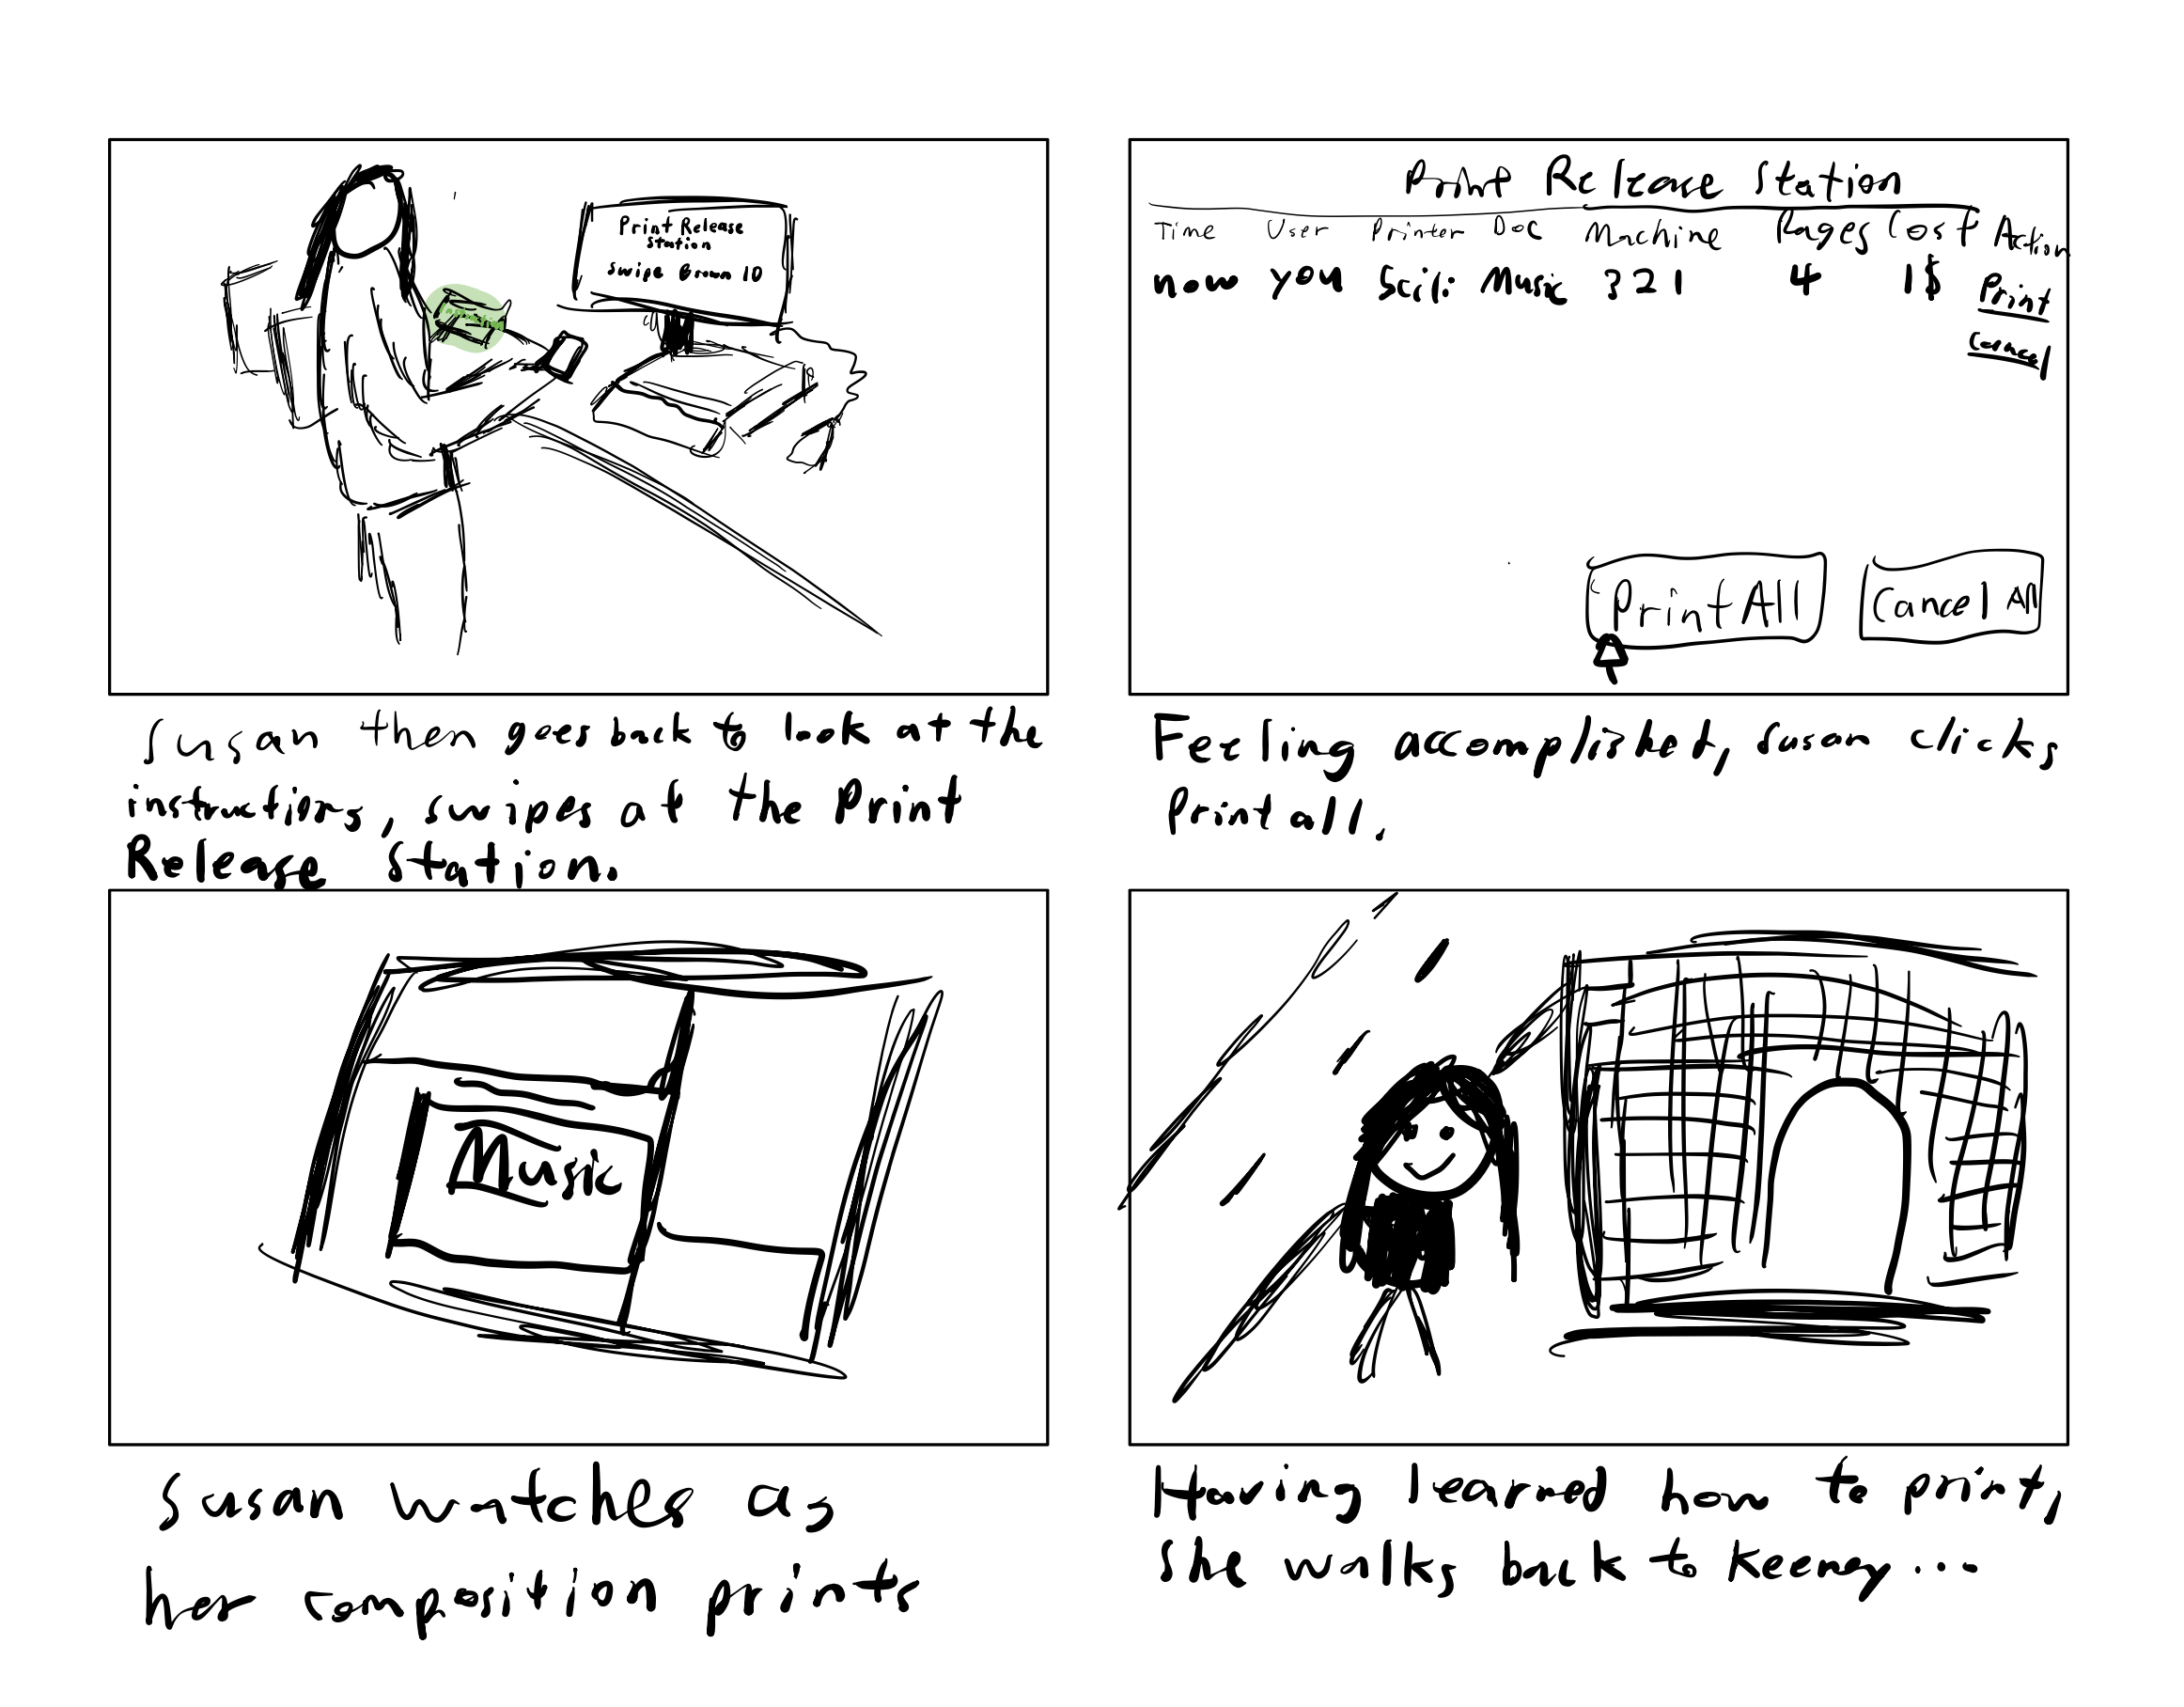 Print Release
Station
Swipe Brown ID
Instructions
Susan then goes back to look at the
instructions, swipes at the Print
Release Station.
Print Release Station
Time User Printer Doc Machine Pages Cost Action
now you Scili Music 321 4 1$ Print
Cancel
Print All Cancel All
Feeling accomplished, Susan clicks
Print all.
Music
Susan watches as
her composition prints
Having learned how to print,
she walks back to Keeney...